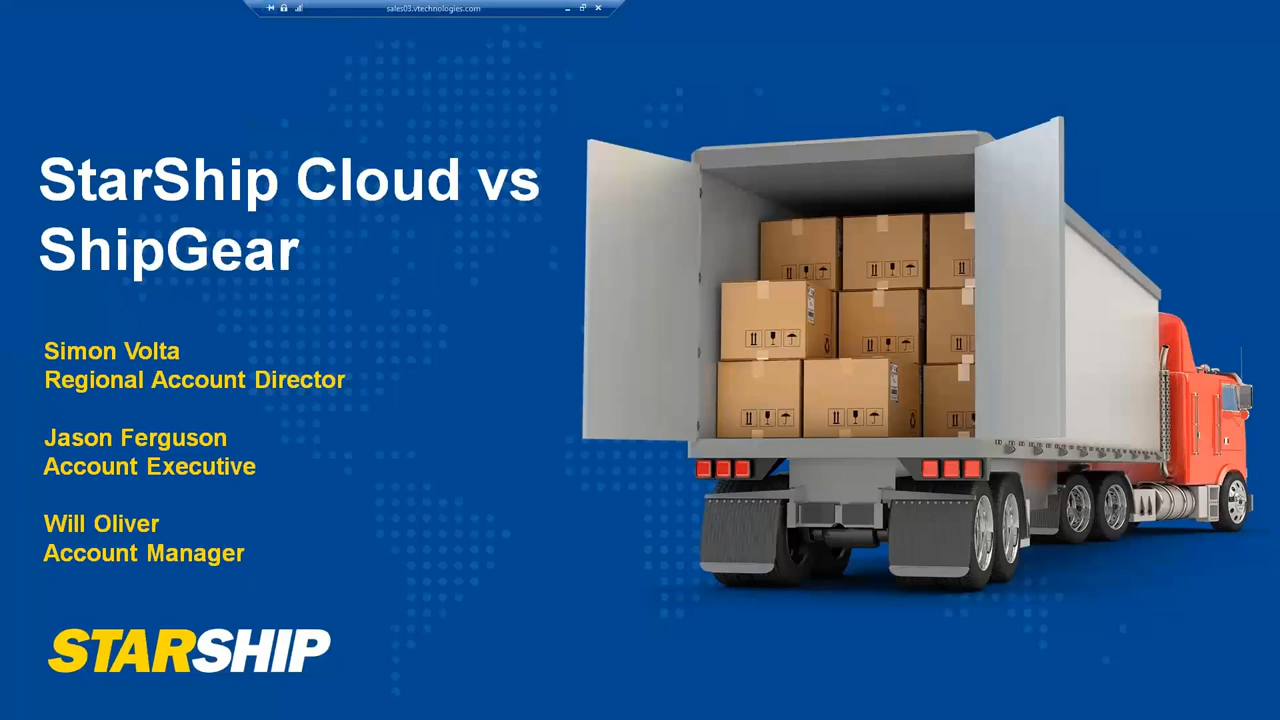 sales03.vtechnologies.com
StarShip Cloud vs
ShipGear
Simon Volta
Regional Account Director
Jason Ferguson
Account Executive
Will Oliver
Account Manager
STARSHIP